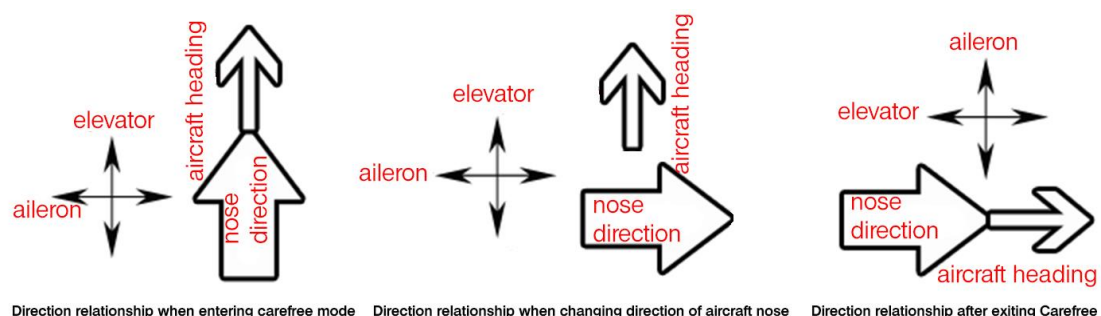 elevator
aileron
aircraft heading
nose
direction
Direction relationship when entering carefree mode
elevator
aileron
aircraft heading
nose
direction
Direction relationship when changing direction of aircraft nose
aileron
elevator
nose
direction
aircraft heading
Direction relationship after exiting Carefree